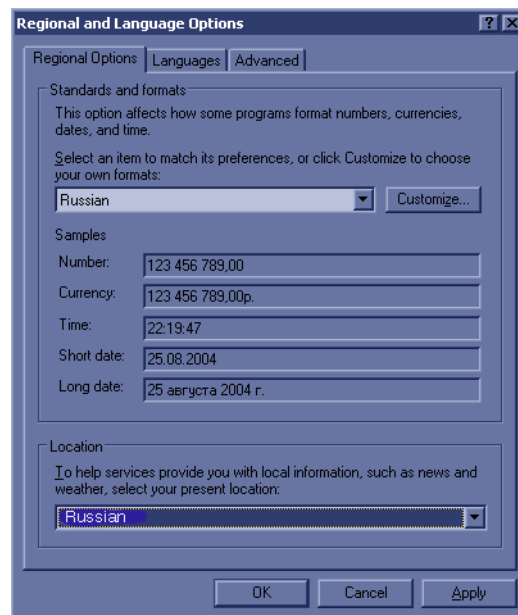 Regional and Language Options
Regional Options Languages Advanced
Standards and formats
This option affects how some programs format numbers, currencies,
dates, and time.
Select an item to match its preferences, or click Customize to choose
your own formats:
Russian Customize...
Samples
Number: 123 456 789,00
Currency: 123 456 789,00р.
Time: 22:19:47
Short date: 25.08.2004
Long date: 25 августа 2004 г.
Location
To help services provide you with local information, such as news and
weather, select your present location:
Russian
OK Cancel Apply